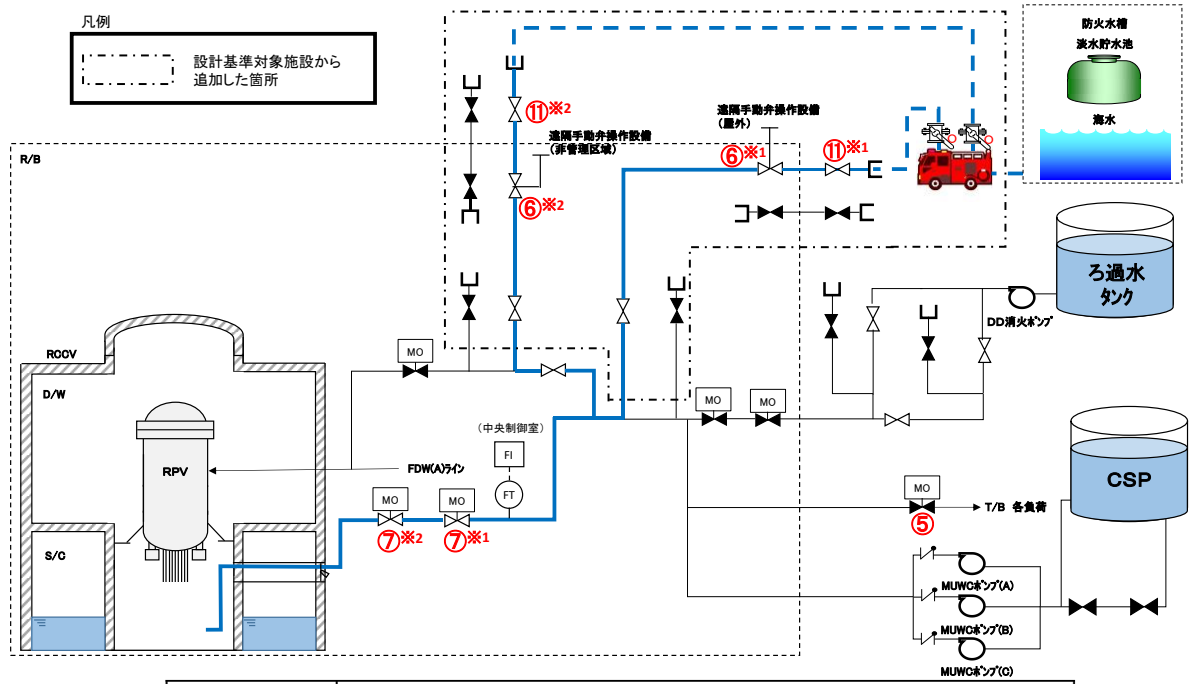 凡例
設計基準対象施設から
追加した箇所
防火水槽
淡水貯水池
海水
⑪※2
遠隔手動弁操作設備
(非管理区域)
⑥※2
遠隔手動弁操作設備
(屋外)
⑥※1
⑪※1
R/B
ろ過水
タンク
DD消火ポンプ
RCCV
D/W
MO
RPV
FDW(A)ライン
(中央制御室)
FI
FT
MO
MO
MO
MO
⑦※2
⑦※1
S/C
MO
T/B 各負荷
⑤
CSP
MUWCポンプ(A)
MUWCポンプ(B)
MUWCポンプ(C)